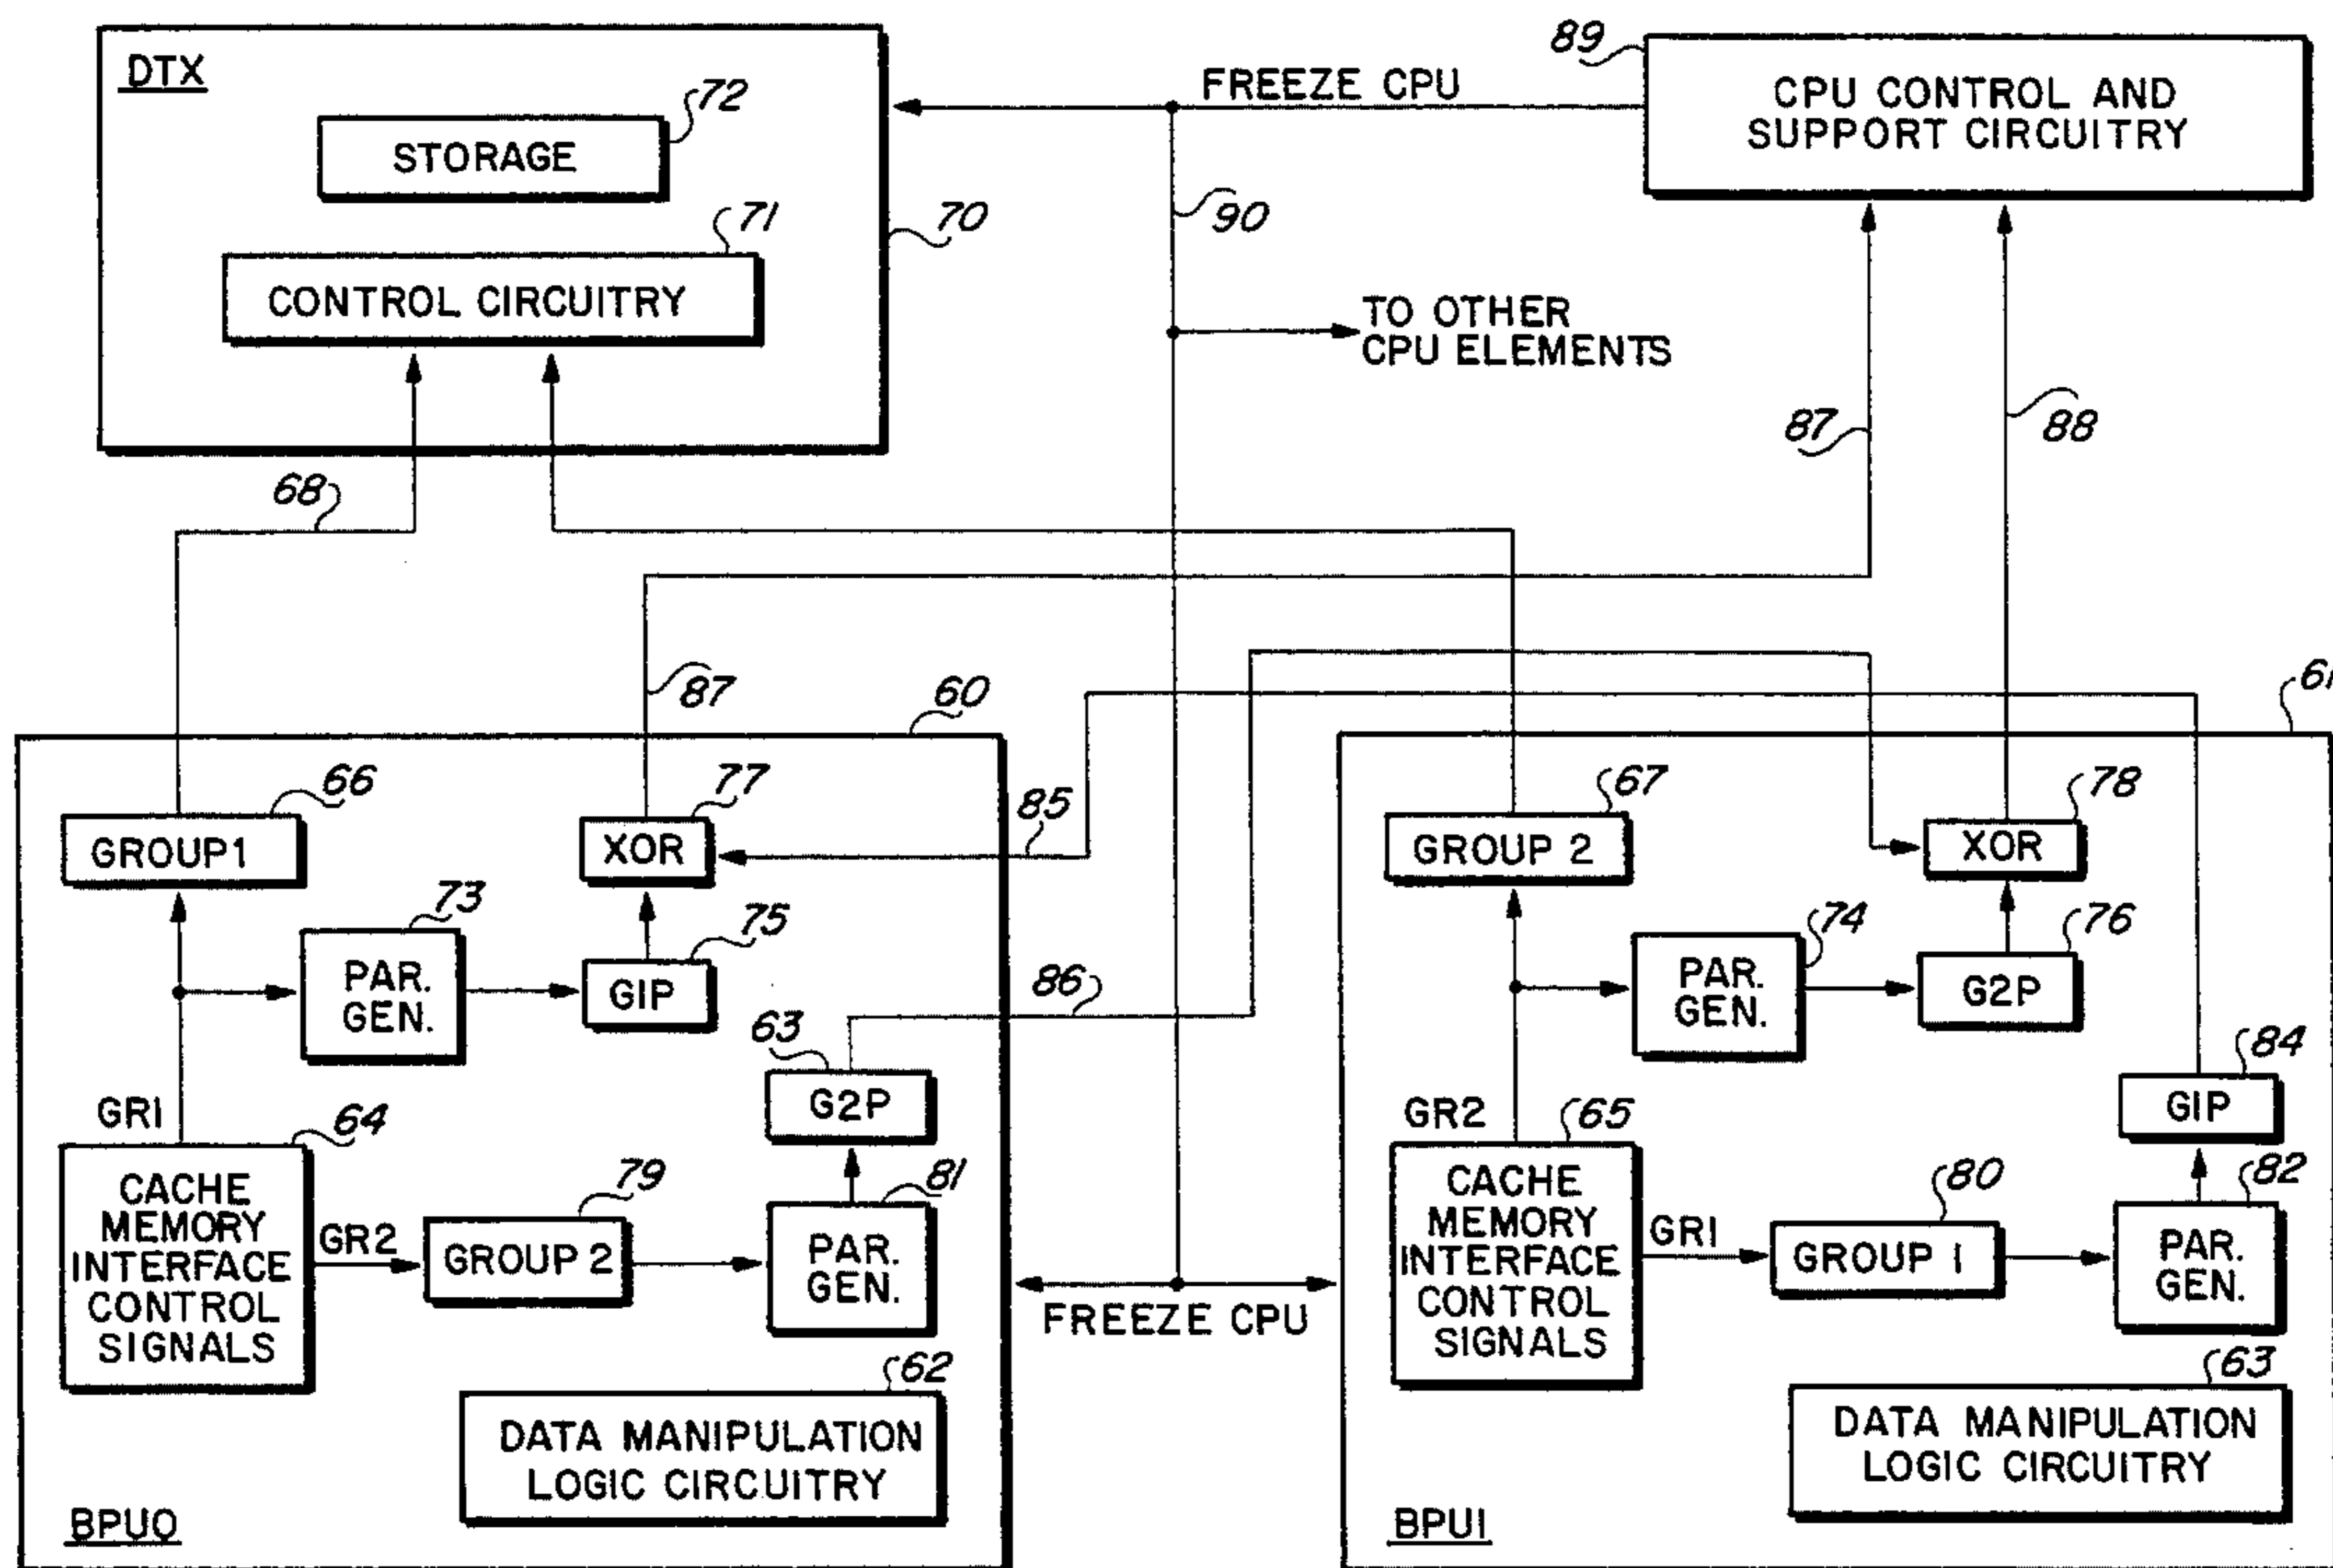 DTX
72
STORAGE
71
CONTROL CIRCUITRY
70
68
FREEZE CPU
90
TO OTHER
CPU ELEMENTS
89
CPU CONTROL AND
SUPPORT CIRCUITRY
87
88
87
60
66
GROUP 1
77
XOR
85
73
PAR.
GEN.
75
GIP
86
63
G2P
GRI
64
CACHE
MEMORY
INTERFACE
CONTROL
SIGNALS
GR2
79
GROUP 2
81
PAR.
GEN.
62
DATA MANIPULATION
LOGIC CIRCUITRY
BPUO
FREEZE CPU
61
67
GROUP 2
78
XOR
74
PAR.
GEN.
76
G2P
84
GIP
GR2
65
CACHE
MEMORY
INTERFACE
CONTROL
SIGNALS
GRI
80
GROUP 1
82
PAR.
GEN.
63
DATA MANIPULATION
LOGIC CIRCUITRY
BPUI